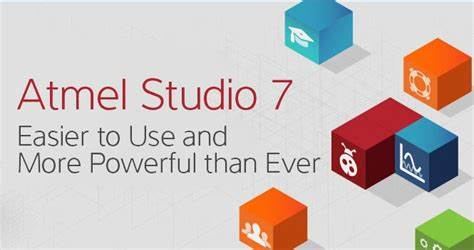 Atmel Studio 7
Easier to Use and
More Powerful than Ever